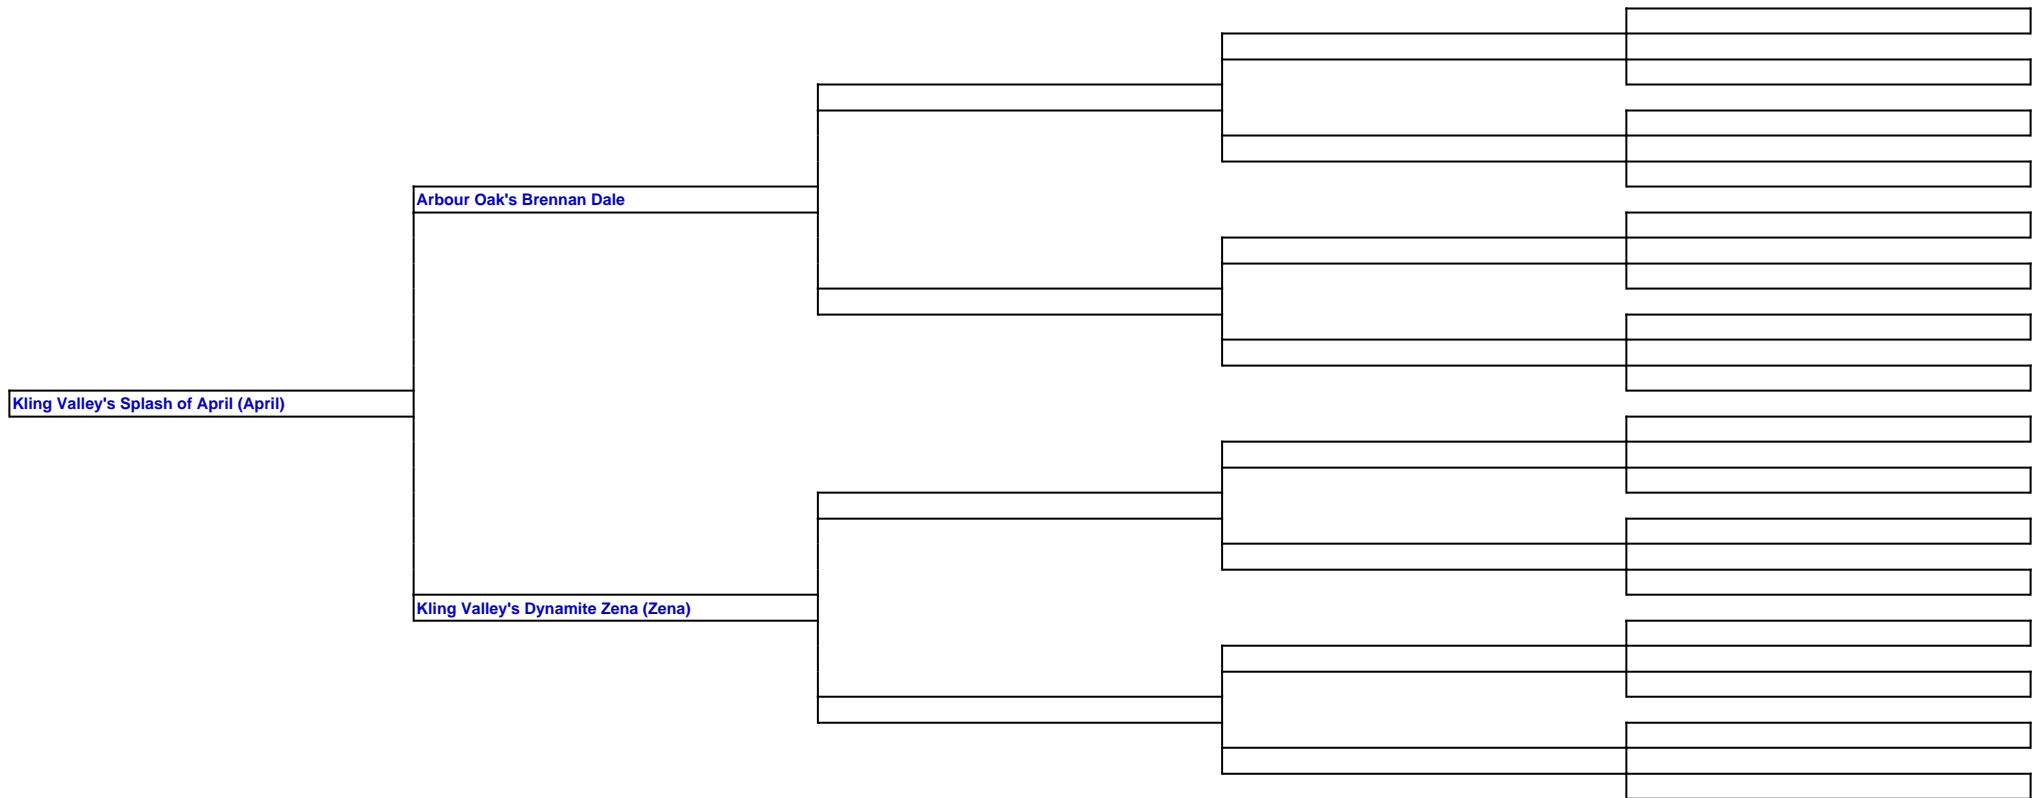 Arbour Oak's Brennan Dale
Kling Valley's Splash of April (April)
Kling Valley's Dynamite Zena (Zena)